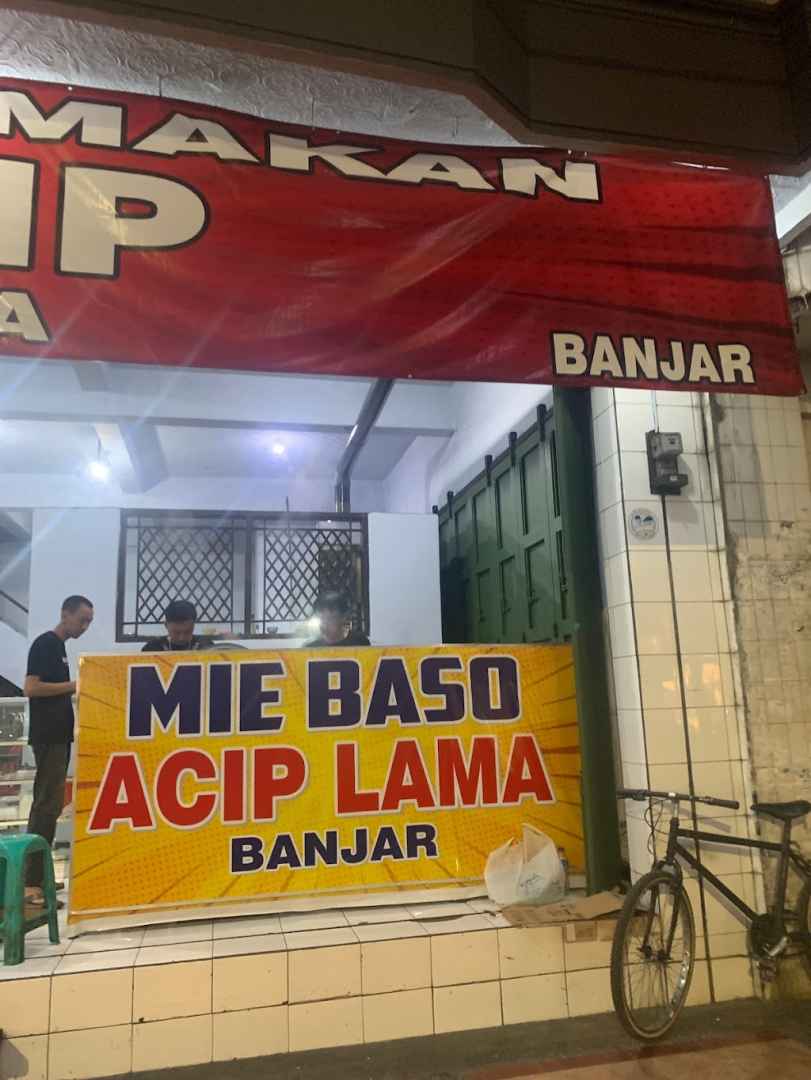 MAKAN
IP
A
BANJAR
MIE BASO
ACIP LAMA
BANJAR